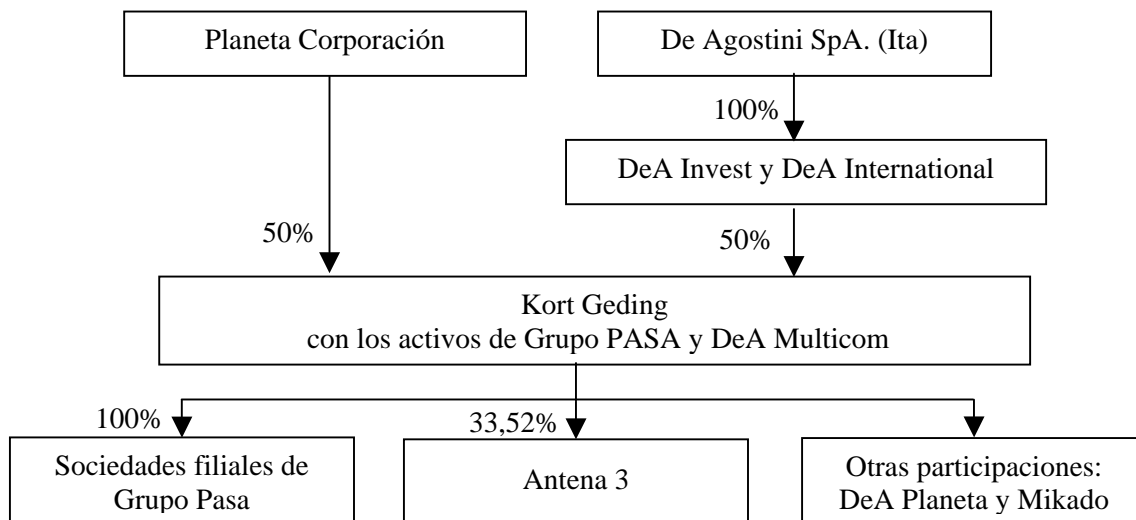 Planeta Corporación
De Agostini SpA. (Ita)
100%
DeA Invest y DeA International
50%
50%
Kort Geding
con los activos de Grupo PASA y DeA Multicom
100%
33,52%
Sociedades filiales de
Grupo Pasa
Antena 3
Otras participaciones:
DeA Planeta y Mikado